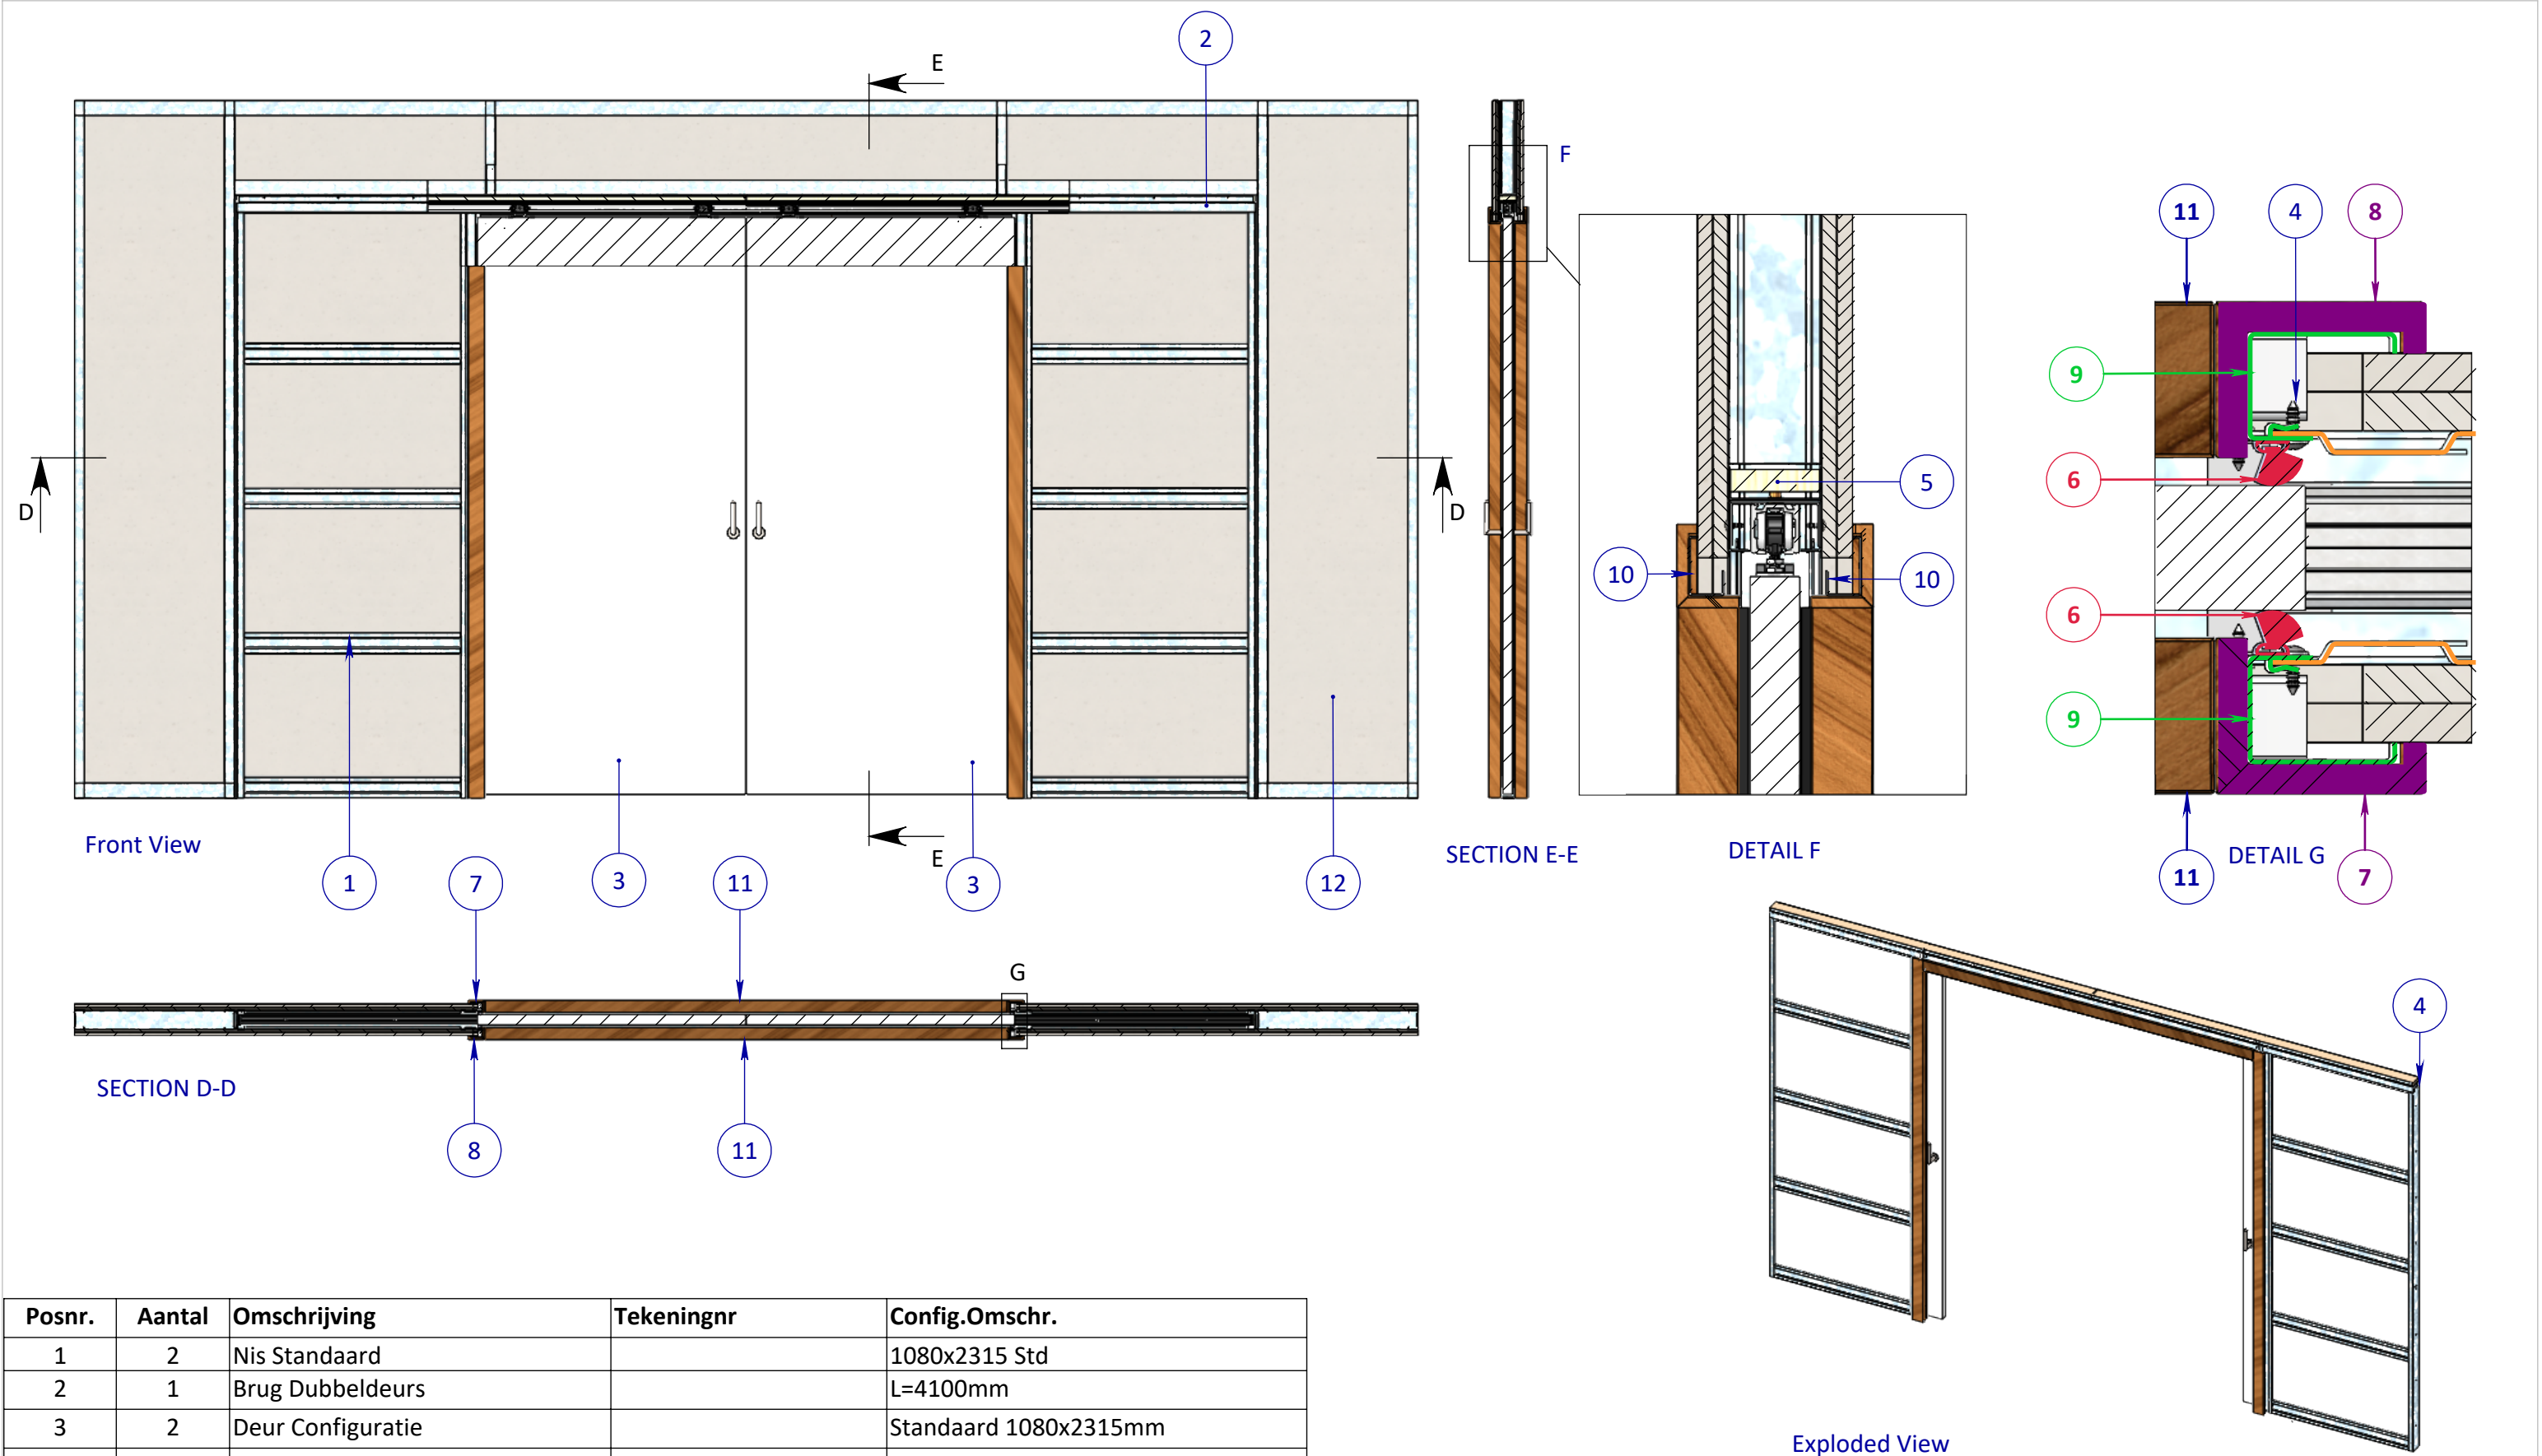 2
E
F
11
4
8
9
6
5
D
D
10
10
6
9
Front View
E
SECTION E-E
DETAIL F
DETAIL G
1
7
3
11
3
12
11
7
G
4
SECTION D-D
8
11
Posnr. Aantal Omschrijving Tekeningnr Config.Omschr.
1 2 Nis Standaard 1080x2315 Std
2 1 Brug Dubbeldeurs L=4100mm
3 2 Deur Configuratie Standaard 1080x2315mm
Exploded View